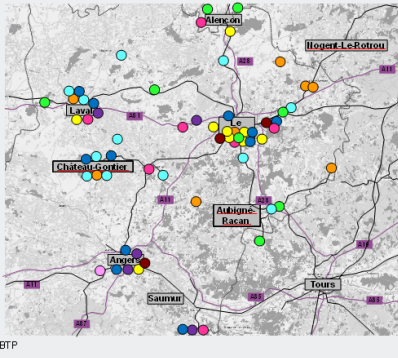 Alençon
Nogent-Le-Rotrou
A28
A11
Laval
A81
Le
Château-Gontier
A11
A28
Aubigné-
Racan
A10
Angers
A11
Saumur
Tours
A85
A85
A87
BTP